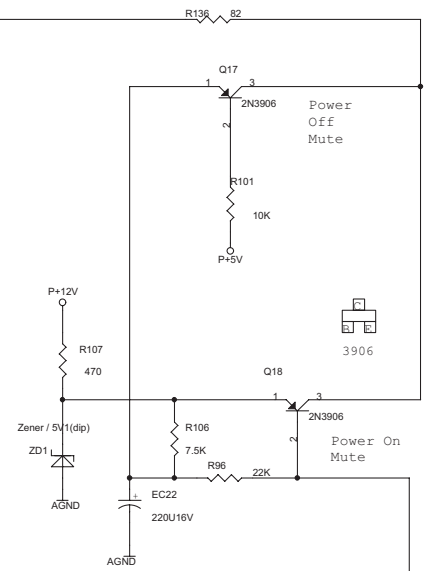 R136 82
Q17
1 3
2N3906
2
Power
Off
Mute
R101
10K
P+5V
P+12V
R107
470
C
B E
3906
Q18
1 3
2N3906
2
Power On
Mute
Zener / 5V1(dip)
ZD1
R106
7.5K
R96
22K
AGND
+
EC22
220U16V
AGND